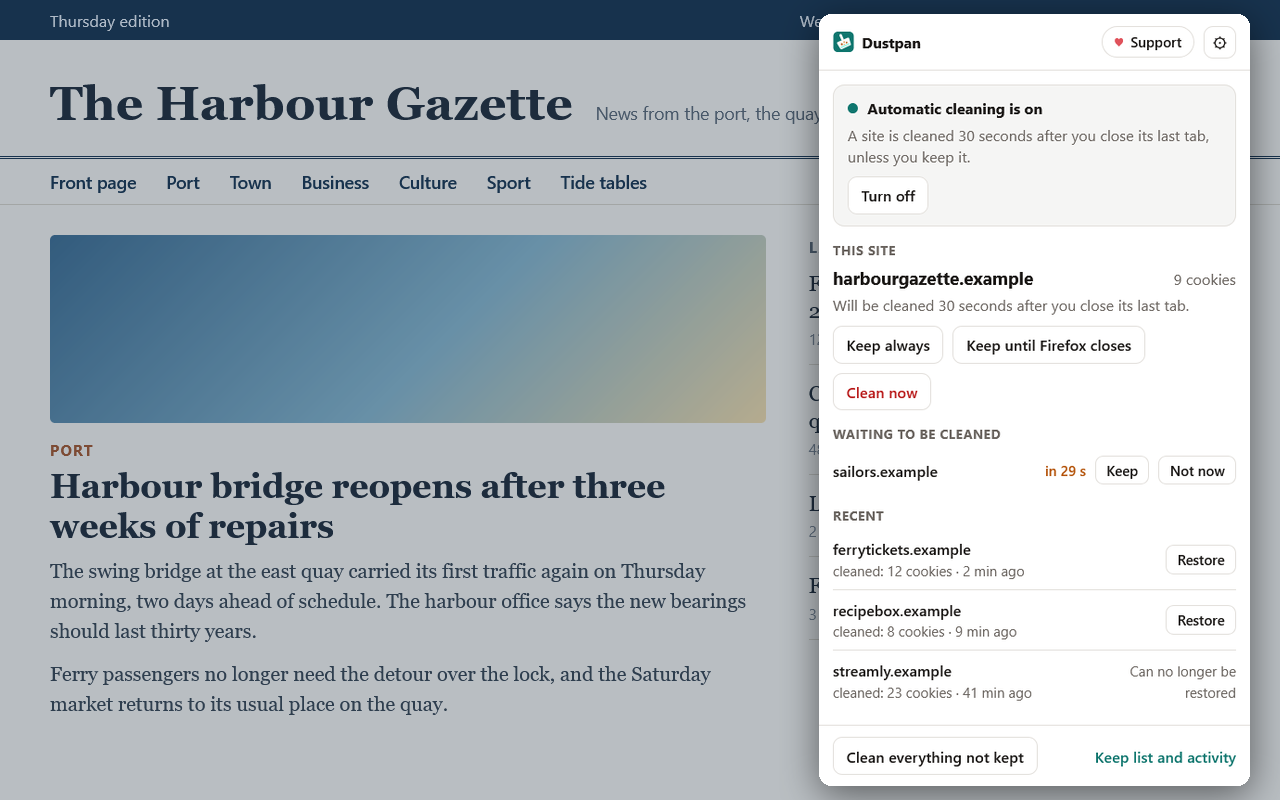 Thursday edition
The Harbour Gazette
News from the port, the quay
Front page Port Town Business Culture Sport Tide tables
PORT
Harbour bridge reopens after three
weeks of repairs
The swing bridge at the east quay carried its first traffic again on Thursday
morning, two days ahead of schedule. The harbour office says the new bearings
should last thirty years.
Ferry passengers no longer need the detour over the lock, and the Saturday
market returns to its usual place on the quay.
Dustpan
♥ Support
Automatic cleaning is on
A site is cleaned 30 seconds after you close its last tab,
unless you keep it.
Turn off
THIS SITE
harbourgazette.example 9 cookies
Will be cleaned 30 seconds after you close its last tab.
Keep always Keep until Firefox closes
Clean now
WAITING TO BE CLEANED
sailors.example in 29 s Keep Not now
RECENT
ferrytickets.example
cleaned: 12 cookies · 2 min ago
Restore
recipebox.example
cleaned: 8 cookies · 9 min ago
Restore
streamly.example
cleaned: 23 cookies · 41 min ago
Can no longer be
restored
Clean everything not kept Keep list and activity